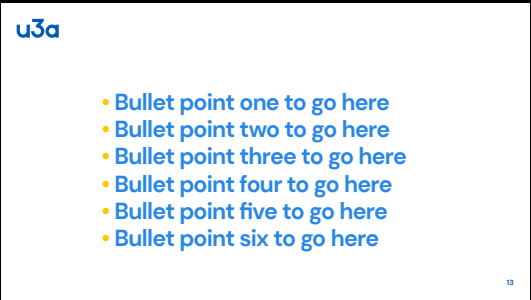 u3a
• Bullet point one to go here
• Bullet point two to go here
• Bullet point three to go here
• Bullet point four to go here
• Bullet point five to go here
• Bullet point six to go here
13